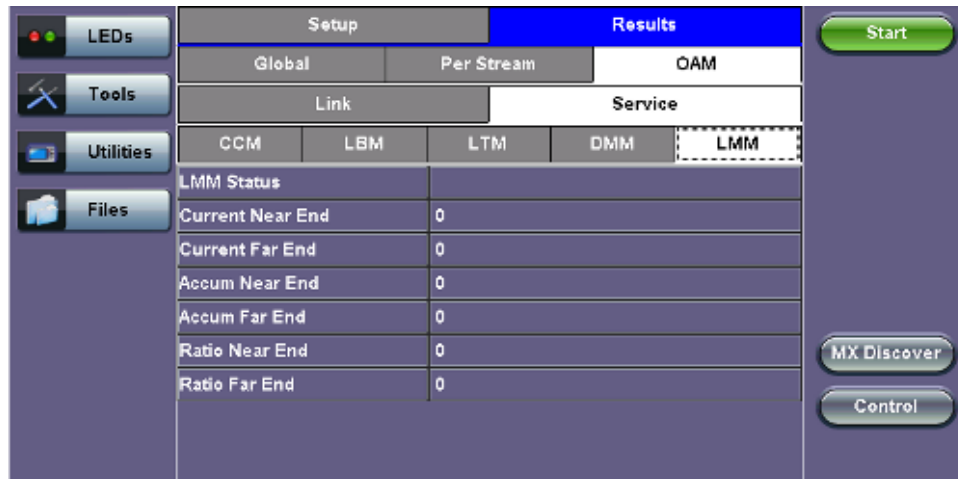 LEDs
Tools
Utilities
Files
Setup Results
Global Per Stream OAM
Link Service
CCM LBM LTM DMM LMM
LMM Status
Current Near End 0
Current Far End 0
Accum Near End 0
Accum Far End 0
Ratio Near End 0
Ratio Far End 0
Start
MX Discover
Control